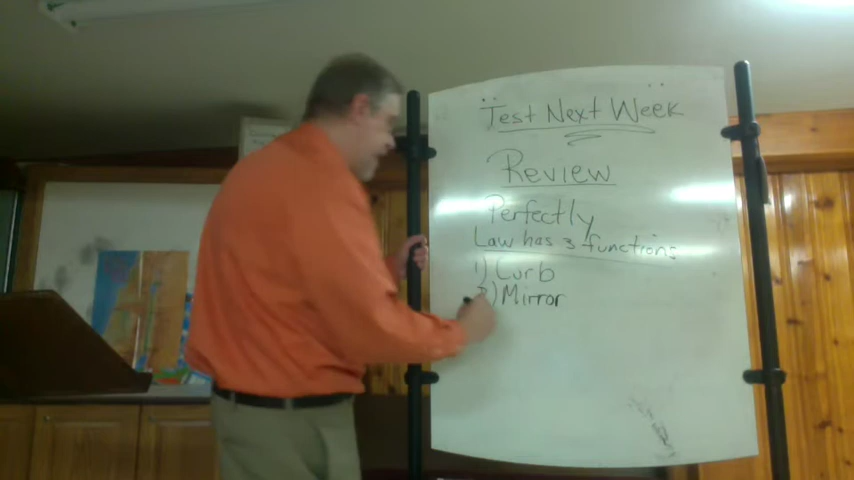 Test Next Week
Review
Perfectly
Law has 3 functions
1) Curb
2) Mirror